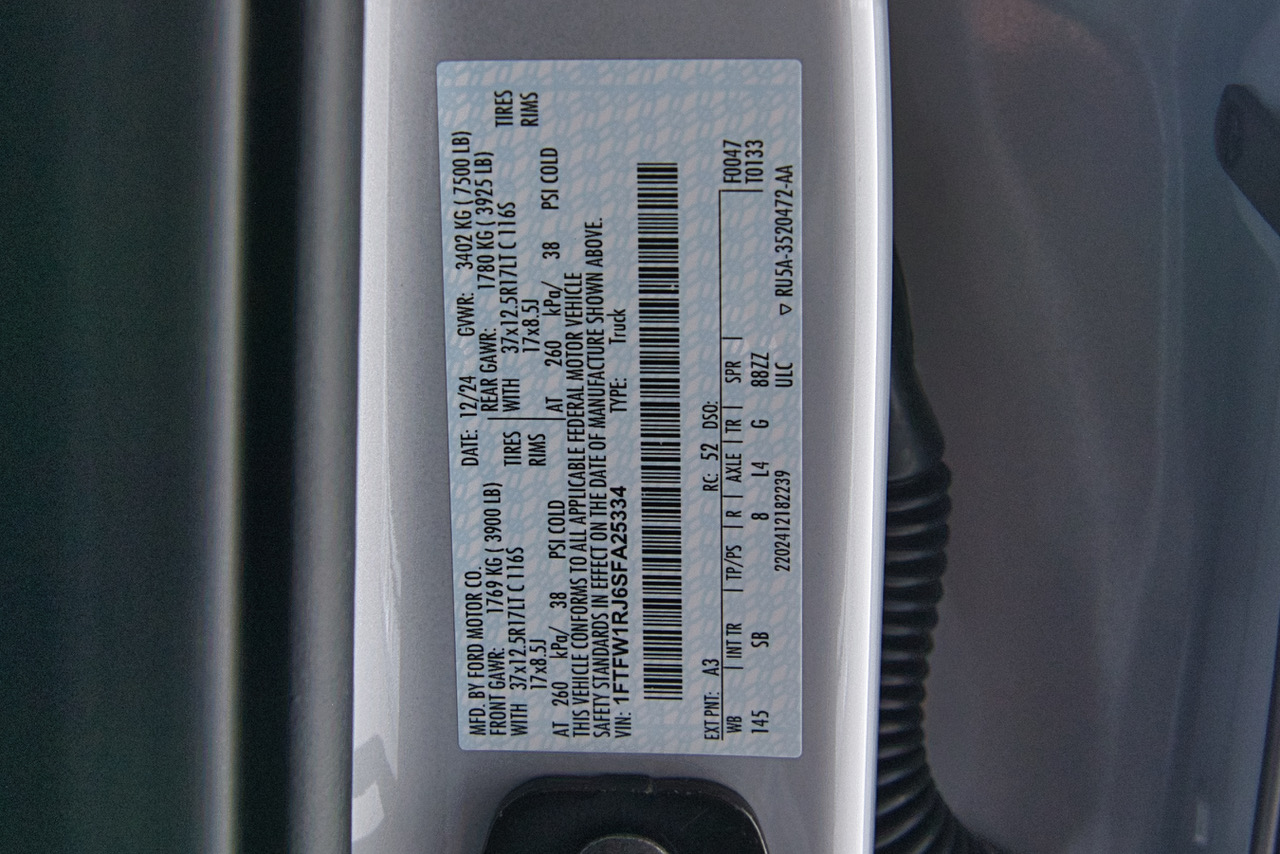 MFD. BY FORD MOTOR CO. DATE: 12/24 GVWR: 3402 KG ( 7500 LB)
FRONT GAWR: 1769 KG ( 3900 LB) REAR GAWR: 1780 KG ( 3925 LB)
WITH 37x12.5R17LT C 116S TIRES WITH 37x12.5R17LT C 116S TIRES
17x8.5J RIMS 17x8.5J RIMS
AT 260 kPa/ 38 PSI COLD AT 260 kPa/ 38 PSI COLD
THIS VEHICLE CONFORMS TO ALL APPLICABLE FEDERAL MOTOR VEHICLE
SAFETY STANDARDS IN EFFECT ON THE DATE OF MANUFACTURE SHOWN ABOVE.
VIN: 1FTFW1RJ6SFA25334 TYPE: Truck
EXT PNT: A3 RC: 52 DSO:
WB | INT TR | TP/PS | R | AXLE | TR | SPR | F0047
145 SB 8 L4 G 88ZZ T0133
2202412182239 ULC ▽ RU5A-3520472-AA